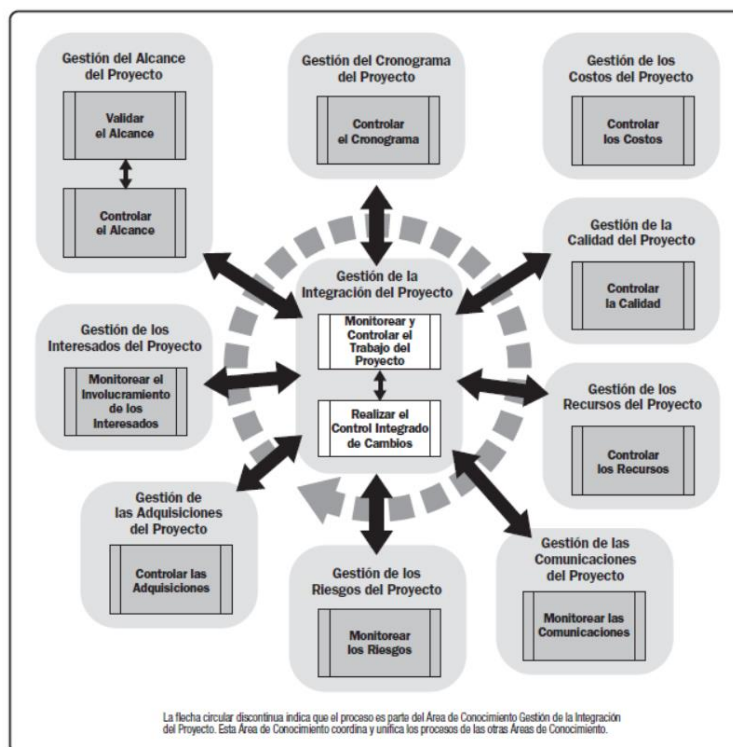 Gestión del Alcance
del Proyecto
Validar
el Alcance
Controlar
el Alcance
Gestión del Cronograma
del Proyecto
Controlar
el Cronograma
Gestión de los
Costos del Proyecto
Controlar
los Costos
Gestión de la
Calidad del Proyecto
Controlar
la Calidad
Gestión de la
Integración del Proyecto
Monitorear y
Controlar el
Trabajo del
Proyecto
Realizar el
Control Integrado
de Cambios
Gestión de los
Interesados del Proyecto
Monitorear el
Involucramiento
de los
Interesados
Gestión de los
Recursos del Proyecto
Controlar
los Recursos
Gestión de
las Adquisiciones
del Proyecto
Controlar las
Adquisiciones
Gestión de los
Riesgos del Proyecto
Monitorear
los Riesgos
Gestión de las
Comunicaciones
del Proyecto
Monitorear las
Comunicaciones
La flecha circular discontinua indica que el proceso es parte del Área de Conocimiento Gestión de la Integración
del Proyecto. Esta Área de Conocimiento coordina y unifica los procesos de las otras Áreas de Conocimiento.